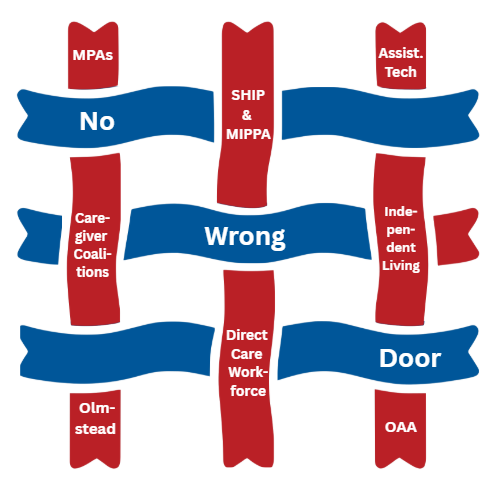 MPAs
Assist.
Tech
SHIP
&
MIPPA
No
Care-
giver
Coali-
tions
Wrong
Inde-
pen-
dent
Living
Direct
Care
Work-
force
Door
Olm-
stead
OAA